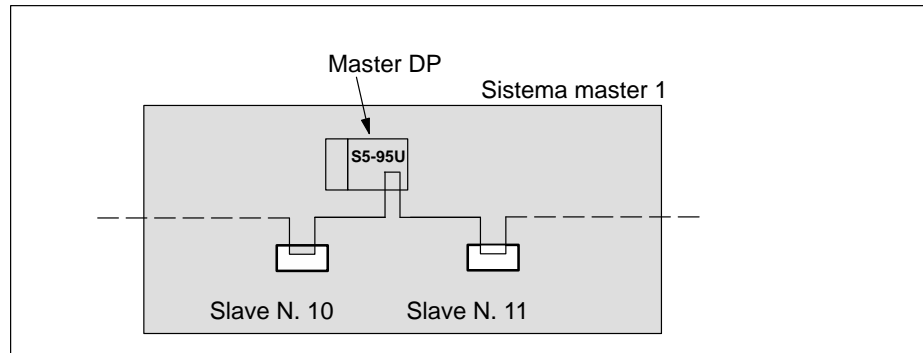 Master DP
Sistema master 1
S5-95U
Slave N. 10
Slave N. 11